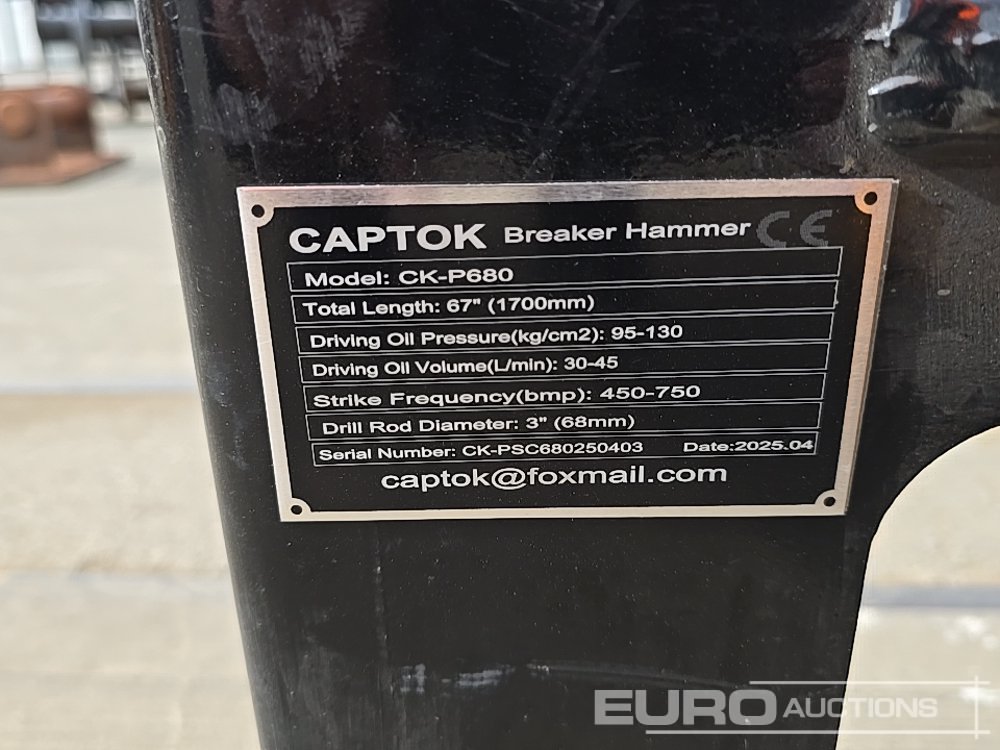 CAPTOK Breaker Hammer CE
Model: CK-P680
Total Length: 67" (1700mm)
Driving Oil Pressure(kg/cm2): 95-130
Driving Oil Volume(L/min): 30-45
Strike Frequency(bmp): 450-750
Drill Rod Diameter: 3" (68mm)
Serial Number: CK-PSC680250403 Date:2025.04
captok@foxmail.com
EURO AUCTIONS